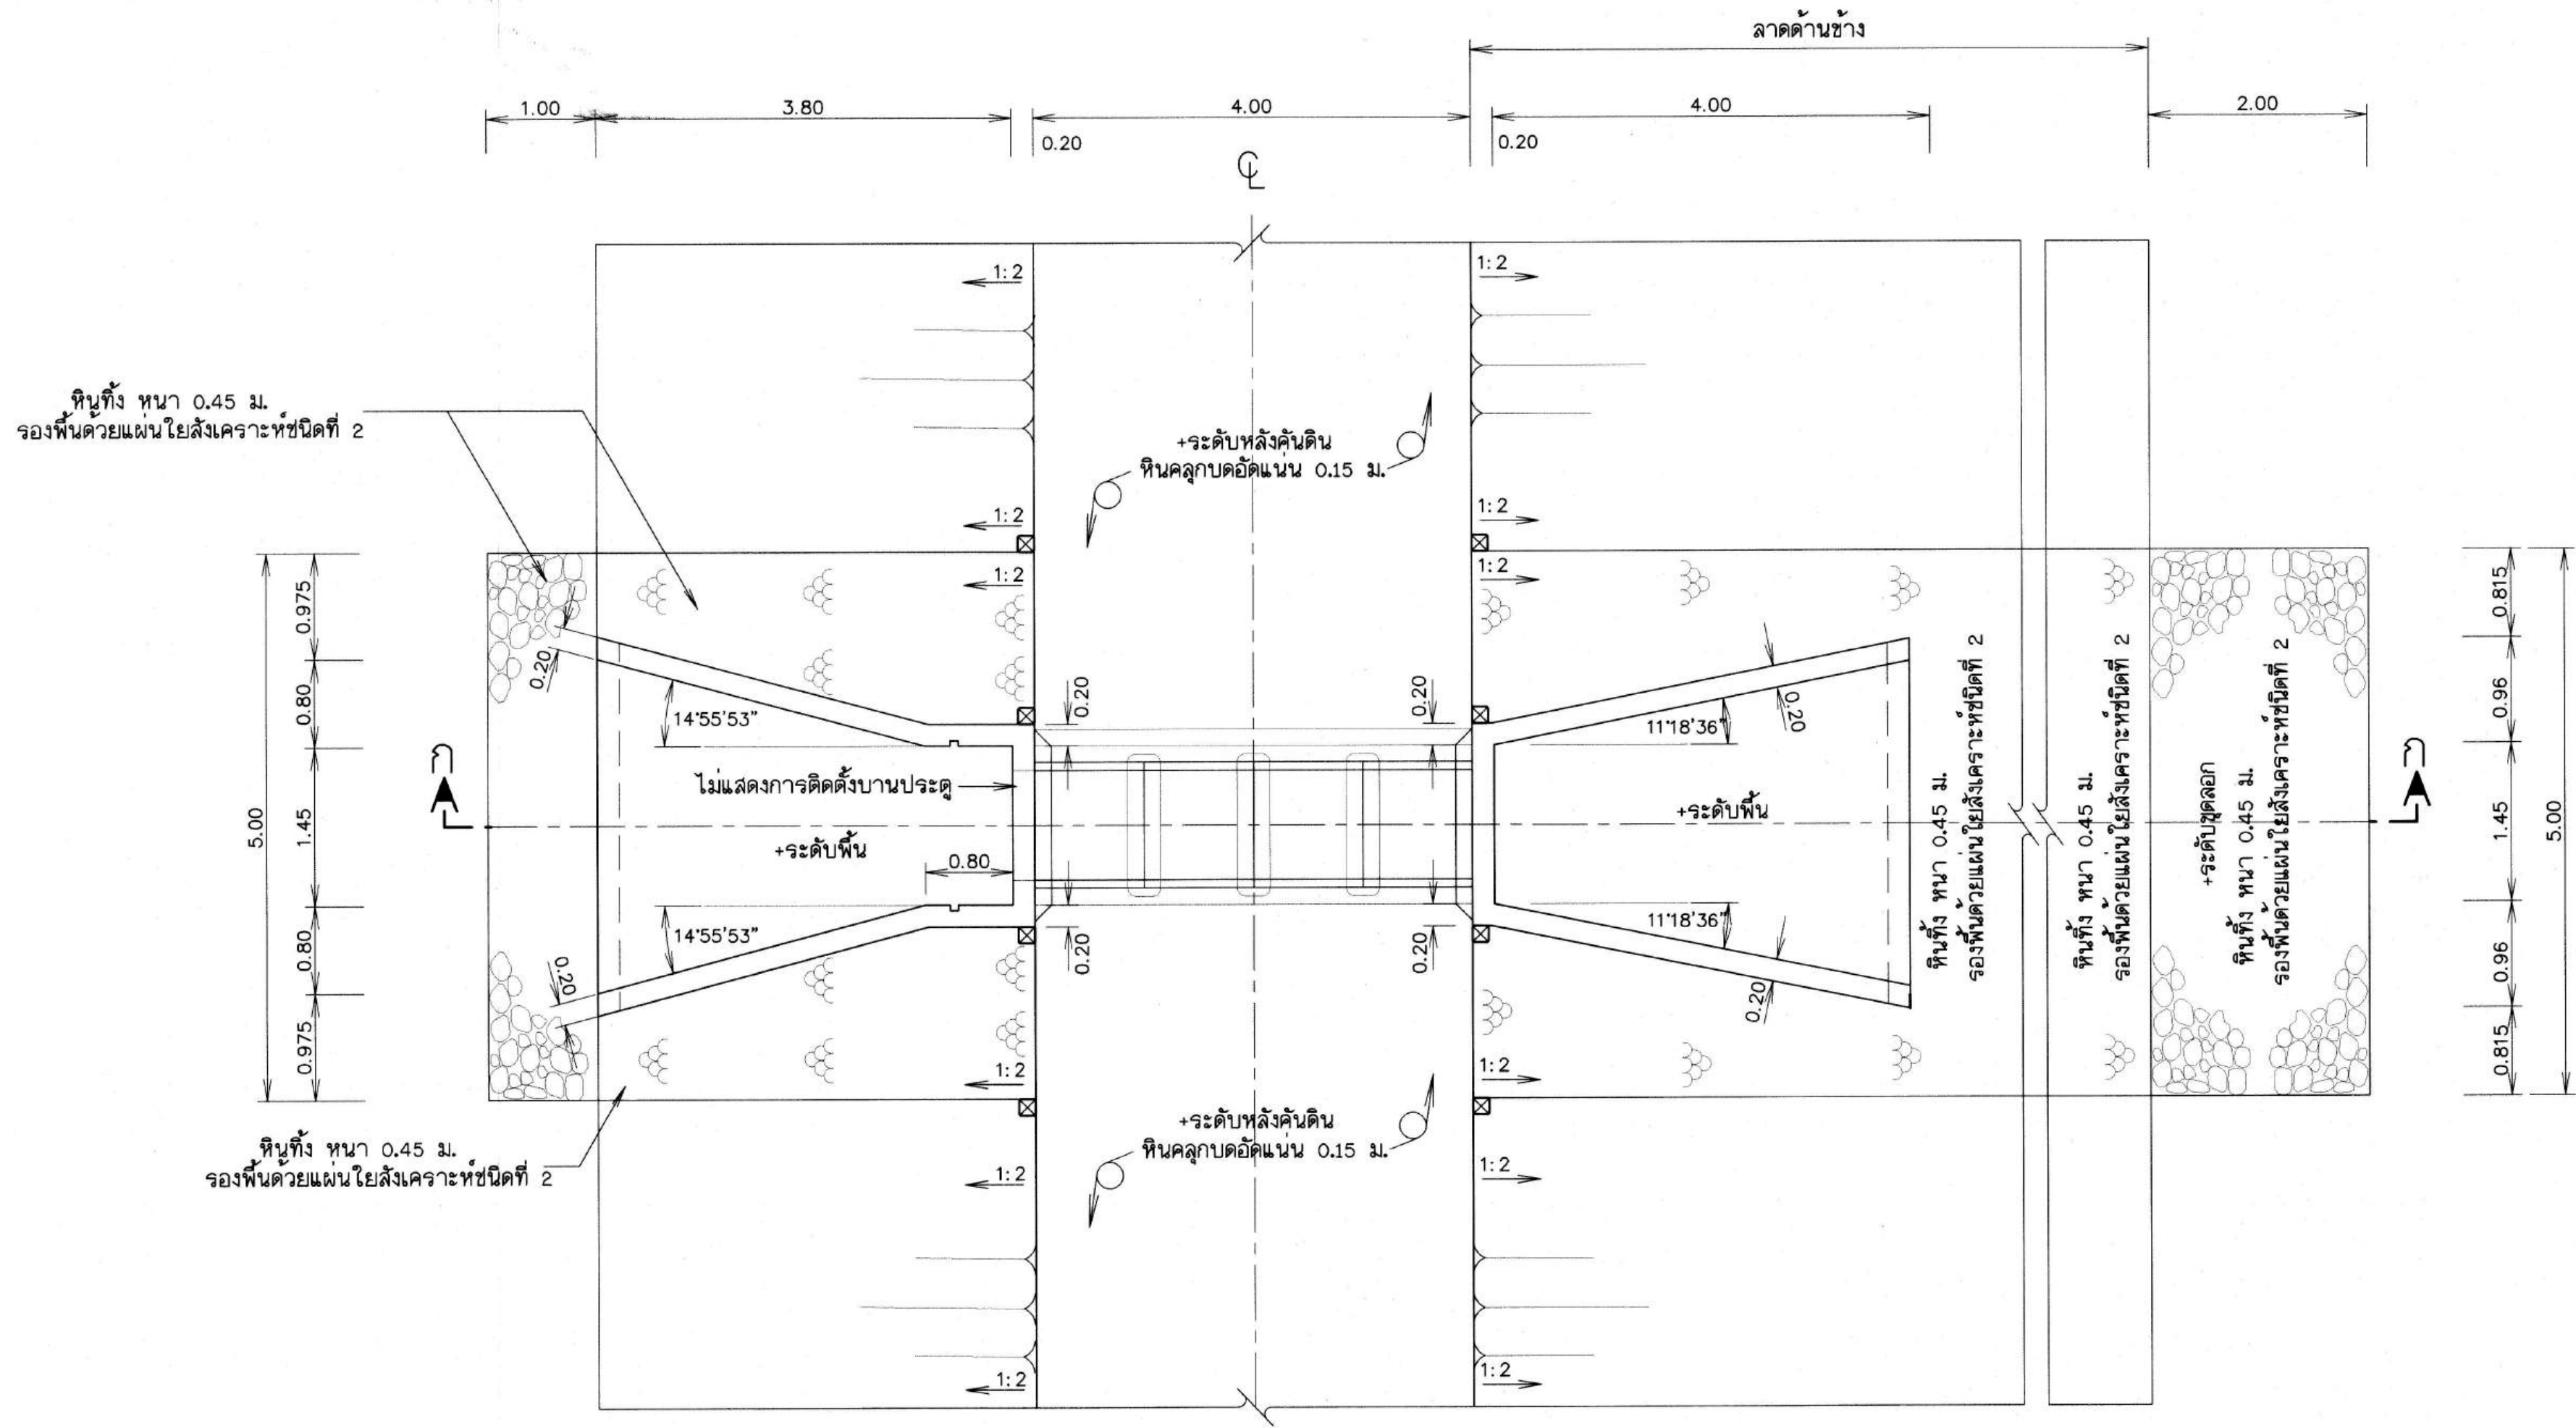 ลาดด้านข้าง
1.00
3.80
4.00
4.00
2.00
0.20
0.20
C
L
1:2
1:2
หินทิ้ง หนา 0.45 ม.
รองพื้นด้วยแผ่นใยสังเคราะห์ชนิดที่ 2
+ระดับหลังคันดิน
หินคลุกบดอัดแน่น 0.15 ม.
1:2
1:2
1:2
1:2
0.975
0.80
1.45
0.80
0.975
5.00
0.20
14°55'53"
0.20
0.20
11°18'36"
0.20
ไม่แสดงการติดตั้งบานประตู
+ระดับพื้น
0.80
+ระดับพื้น
14°55'53"
0.20
0.20
0.20
11°18'36"
0.20
หินทิ้ง หนา 0.45 ม.
รองพื้นด้วยแผ่นใยสังเคราะห์ชนิดที่ 2
หินทิ้ง หนา 0.45 ม.
รองพื้นด้วยแผ่นใยสังเคราะห์ชนิดที่ 2
+ระดับขุดลอก
หินทิ้ง หนา 0.45 ม.
รองพื้นด้วยแผ่นใยสังเคราะห์ชนิดที่ 2
ก
ก
0.815
0.96
1.45
0.96
0.815
5.00
1:2
1:2
หินทิ้ง หนา 0.45 ม.
รองพื้นด้วยแผ่นใยสังเคราะห์ชนิดที่ 2
+ระดับหลังคันดิน
หินคลุกบดอัดแน่น 0.15 ม.
1:2
1:2
1:2
1:2